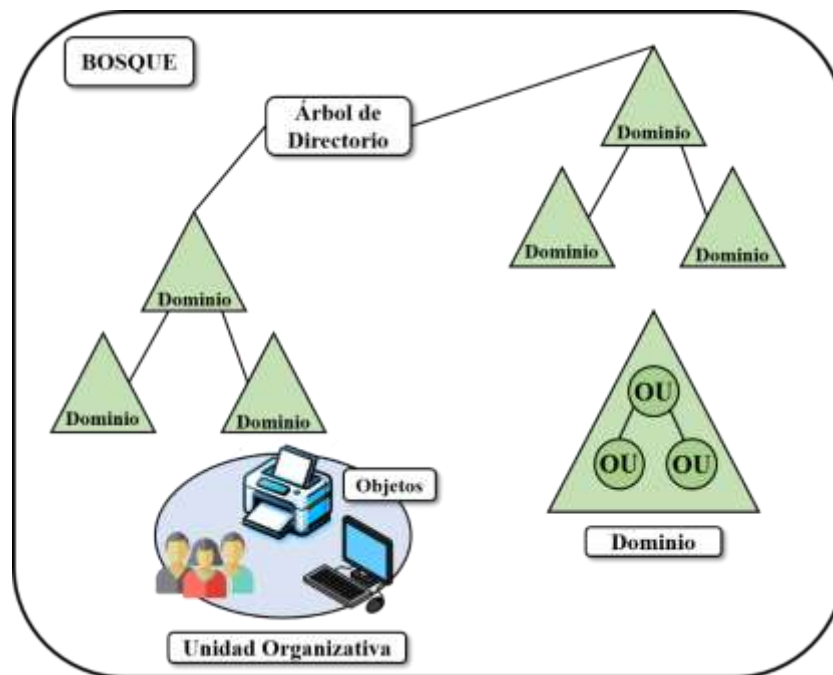 BOSQUE
Árbol de
Directorio
Dominio
Dominio
Dominio
Dominio
Dominio
Dominio
OU
OU
OU
Dominio
Objetos
Unidad Organizativa